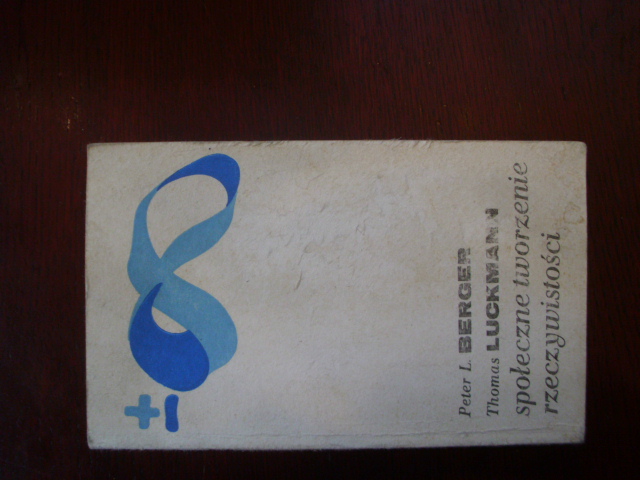 Peter L. BERGER
Thomas LUCKMANN
społeczne tworzenie
rzeczywistości